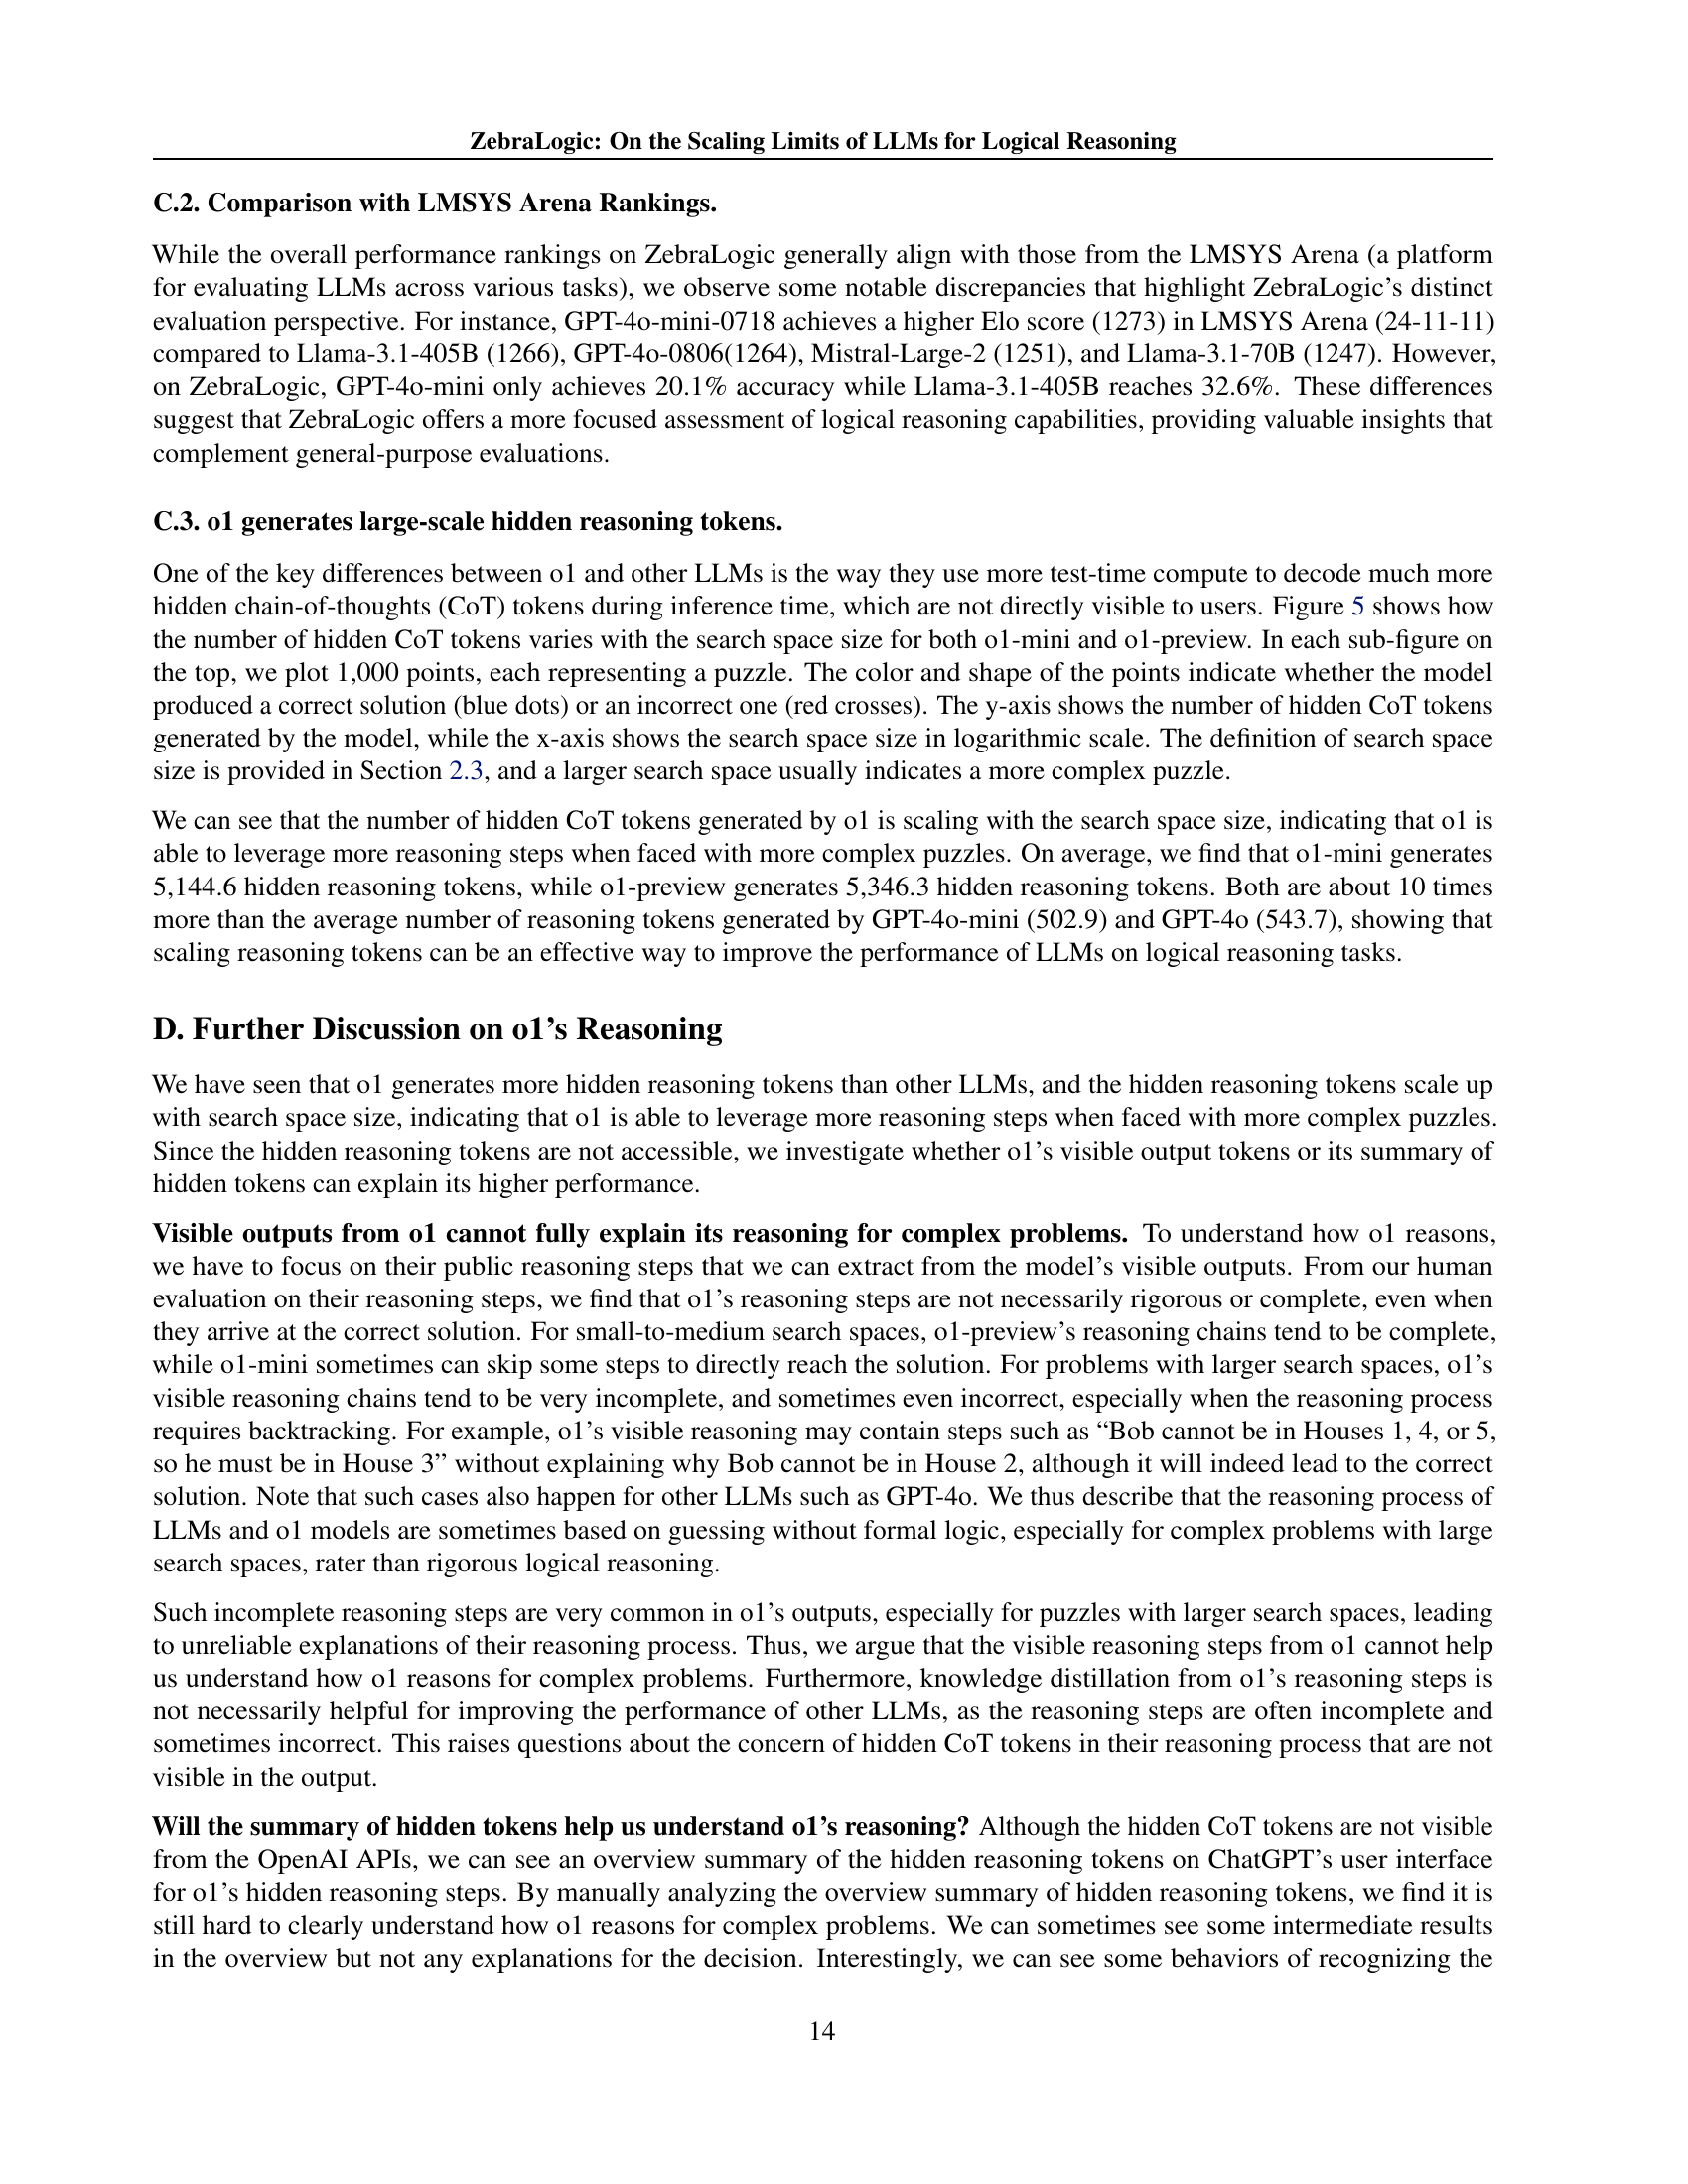 ZebraLogic: On the Scaling Limits of LLMs for Logical Reasoning
C.2. Comparison with LMSYS Arena Rankings.
While the overall performance rankings on ZebraLogic generally align with those from the LMSYS Arena (a platform
for evaluating LLMs across various tasks), we observe some notable discrepancies that highlight ZebraLogic's distinct
evaluation perspective. For instance, GPT-4o-mini-0718 achieves a higher Elo score (1273) in LMSYS Arena (24-11-11)
compared to Llama-3.1-405B (1266), GPT-4o-0806(1264), Mistral-Large-2 (1251), and Llama-3.1-70B (1247). However,
on ZebraLogic, GPT-4o-mini only achieves 20.1% accuracy while Llama-3.1-405B reaches 32.6%. These differences
suggest that ZebraLogic offers a more focused assessment of logical reasoning capabilities, providing valuable insights that
complement general-purpose evaluations.
C.3. o1 generates large-scale hidden reasoning tokens.
One of the key differences between o1 and other LLMs is the way they use more test-time compute to decode much more
hidden chain-of-thoughts (CoT) tokens during inference time, which are not directly visible to users. Figure 5 shows how
the number of hidden CoT tokens varies with the search space size for both o1-mini and o1-preview. In each sub-figure on
the top, we plot 1,000 points, each representing a puzzle. The color and shape of the points indicate whether the model
produced a correct solution (blue dots) or an incorrect one (red crosses). The y-axis shows the number of hidden CoT tokens
generated by the model, while the x-axis shows the search space size in logarithmic scale. The definition of search space
size is provided in Section 2.3, and a larger search space usually indicates a more complex puzzle.
We can see that the number of hidden CoT tokens generated by o1 is scaling with the search space size, indicating that o1 is
able to leverage more reasoning steps when faced with more complex puzzles. On average, we find that o1-mini generates
5,144.6 hidden reasoning tokens, while o1-preview generates 5,346.3 hidden reasoning tokens. Both are about 10 times
more than the average number of reasoning tokens generated by GPT-4o-mini (502.9) and GPT-4o (543.7), showing that
scaling reasoning tokens can be an effective way to improve the performance of LLMs on logical reasoning tasks.
D. Further Discussion on o1's Reasoning
We have seen that o1 generates more hidden reasoning tokens than other LLMs, and the hidden reasoning tokens scale up
with search space size, indicating that o1 is able to leverage more reasoning steps when faced with more complex puzzles.
Since the hidden reasoning tokens are not accessible, we investigate whether o1's visible output tokens or its summary of
hidden tokens can explain its higher performance.
Visible outputs from o1 cannot fully explain its reasoning for complex problems. To understand how o1 reasons,
we have to focus on their public reasoning steps that we can extract from the model's visible outputs. From our human
evaluation on their reasoning steps, we find that o1's reasoning steps are not necessarily rigorous or complete, even when
they arrive at the correct solution. For small-to-medium search spaces, o1-preview's reasoning chains tend to be complete,
while o1-mini sometimes can skip some steps to directly reach the solution. For problems with larger search spaces, o1's
visible reasoning chains tend to be very incomplete, and sometimes even incorrect, especially when the reasoning process
requires backtracking. For example, o1's visible reasoning may contain steps such as “Bob cannot be in Houses 1, 4, or 5,
so he must be in House 3” without explaining why Bob cannot be in House 2, although it will indeed lead to the correct
solution. Note that such cases also happen for other LLMs such as GPT-4o. We thus describe that the reasoning process of
LLMs and o1 models are sometimes based on guessing without formal logic, especially for complex problems with large
search spaces, rater than rigorous logical reasoning.
Such incomplete reasoning steps are very common in o1's outputs, especially for puzzles with larger search spaces, leading
to unreliable explanations of their reasoning process. Thus, we argue that the visible reasoning steps from o1 cannot help
us understand how o1 reasons for complex problems. Furthermore, knowledge distillation from o1's reasoning steps is
not necessarily helpful for improving the performance of other LLMs, as the reasoning steps are often incomplete and
sometimes incorrect. This raises questions about the concern of hidden CoT tokens in their reasoning process that are not
visible in the output.
Will the summary of hidden tokens help us understand o1's reasoning? Although the hidden CoT tokens are not visible
from the OpenAI APIs, we can see an overview summary of the hidden reasoning tokens on ChatGPT's user interface
for o1's hidden reasoning steps. By manually analyzing the overview summary of hidden reasoning tokens, we find it is
still hard to clearly understand how o1 reasons for complex problems. We can sometimes see some intermediate results
in the overview but not any explanations for the decision. Interestingly, we can see some behaviors of recognizing the
14